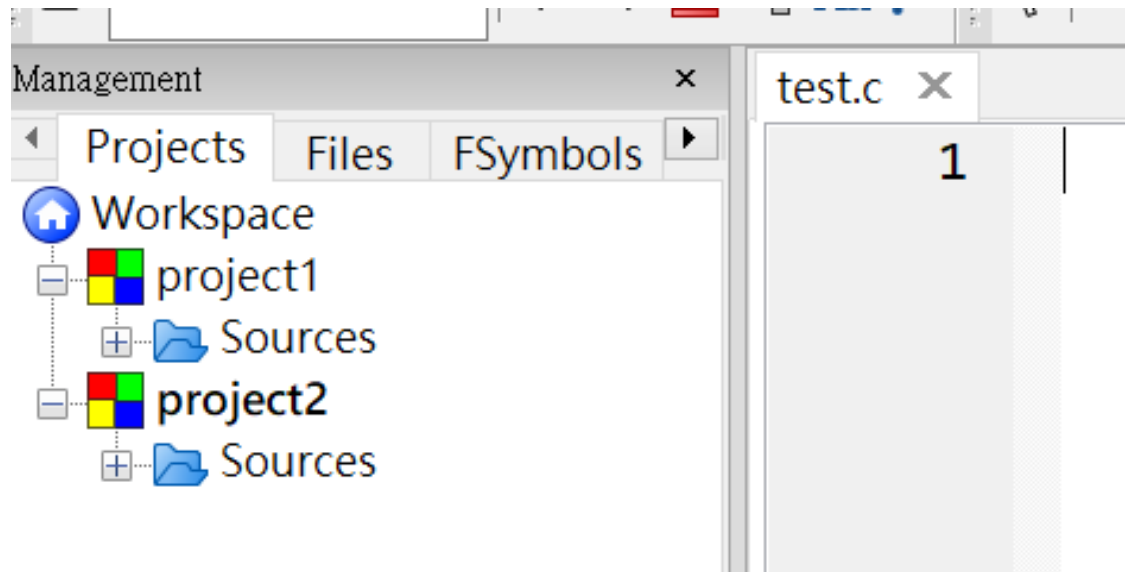 Management
test.c
Projects Files FSymbols
1
Workspace
project1
Sources
project2
Sources